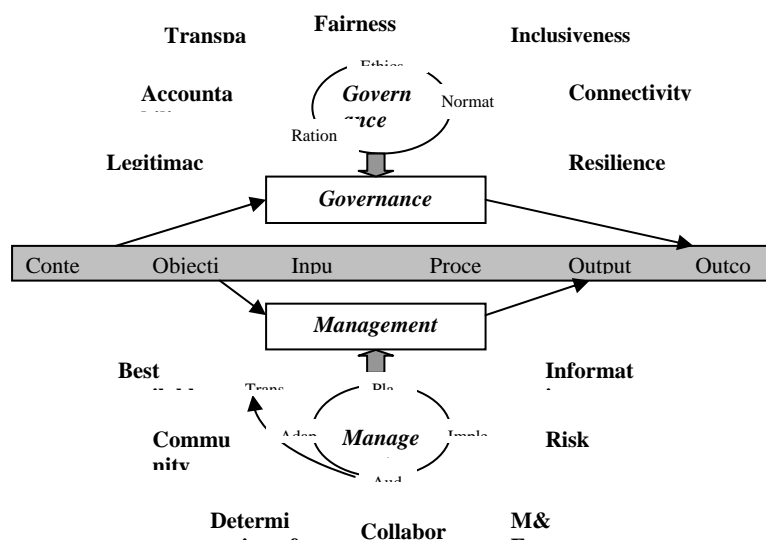 Transpa
Fairness
Inclusiveness
Ethics
Accounta
Govern
ance
Normat
Connectivity
Ration
Legitimac
Resilience
Governance
Conte Objecti Inpu Proce Output Outco
Management
Best
Trans
Pla
Informat
Commu
nity
Adap
Manage
Imple
Risk
Aud
Determi
Collabor
M&